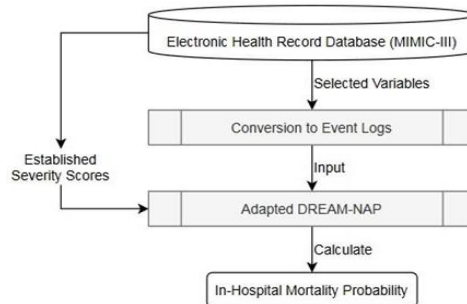 Electronic Health Record Database (MIMIC-III)
Selected Variables
Conversion to Event Logs
Established
Severity Scores
Input
Adapted DREAM-NAP
Calculate
In-Hospital Mortality Probability